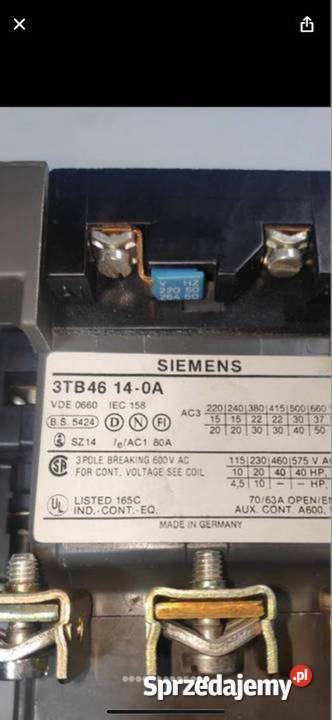 V HZ
220 50
264 60
SIEMENS
3TB46 14-0A
VDE 0660 IEC 158
B.S. 5424 D N FI
SZ14 Ie/AC1 80A
AC3 220 240 380 415 500 660
15 15 22 22 30 37
20 20 30 30 40 50
SA 3 POLE BREAKING 600 V AC
FOR CONT. VOLTAGE SEE COIL
115 230 460 575 V
10 20 40 40 HP.
4,5 10 – – HP.
UL LISTED 165C
IND.-CONT.-EQ.
70/63A OPEN/
AUX. CONT. A600,
MADE IN GERMANY
Sprzedajemy.pl